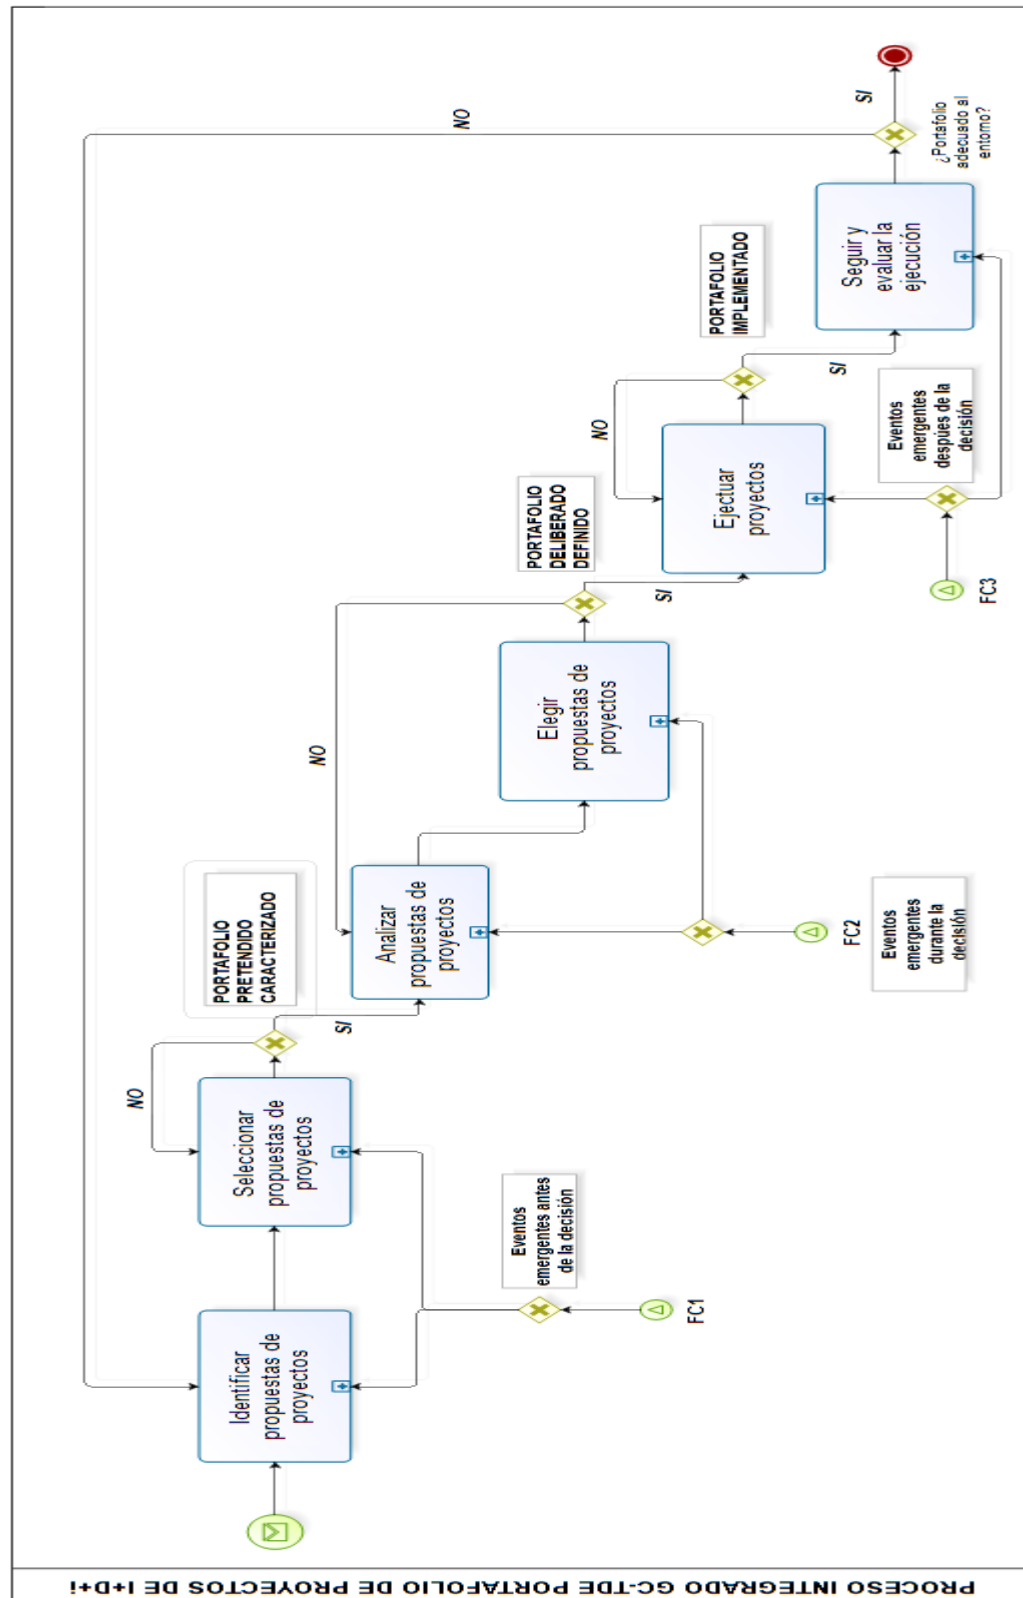 PROCESO INTEGRADO GC-TDE PORTAFOLIO DE PROYECTOS DE I+D+i
Identificar
propuestas de
proyectos
Seleccionar
propuestas de
proyectos
NO
PORTAFOLIO
PRETENDIDO
CARACTERIZADO
SI
FC1
Eventos
emergentes antes
de la decisión
Analizar
propuestas de
proyectos
Elegir
propuestas de
proyectos
NO
PORTAFOLIO
DELIBERADO
DEFINIDO
SI
FC2
Eventos
emergentes
durante la
decisión
Ejectuar
proyectos
NO
PORTAFOLIO
IMPLEMENTADO
SI
FC3
Eventos
emergentes
despúes de la
decisión
Seguir y
evaluar la
ejecución
¿Portafolio
adecuado al
entorno?
SI
NO